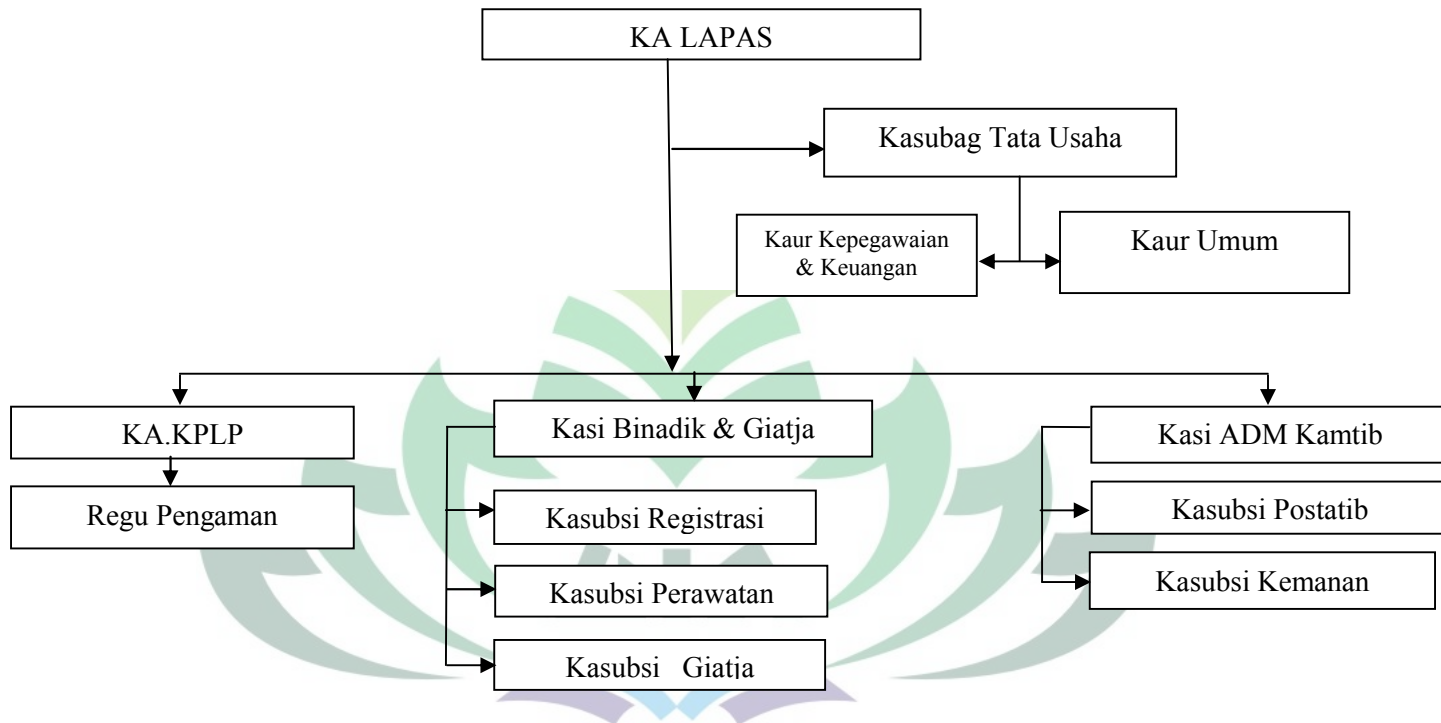 KA LAPAS
Kasubag Tata Usaha
Kaur Kepegawaian
& Keuangan
Kaur Umum
KA.KPLP
Kasi Binadik & Giatja
Kasi ADM Kamtib
Regu Pengaman
Kasubsi Registrasi
Kasubsi Postatib
Kasubsi Perawatan
Kasubsi Kemanan
Kasubsi Giatja